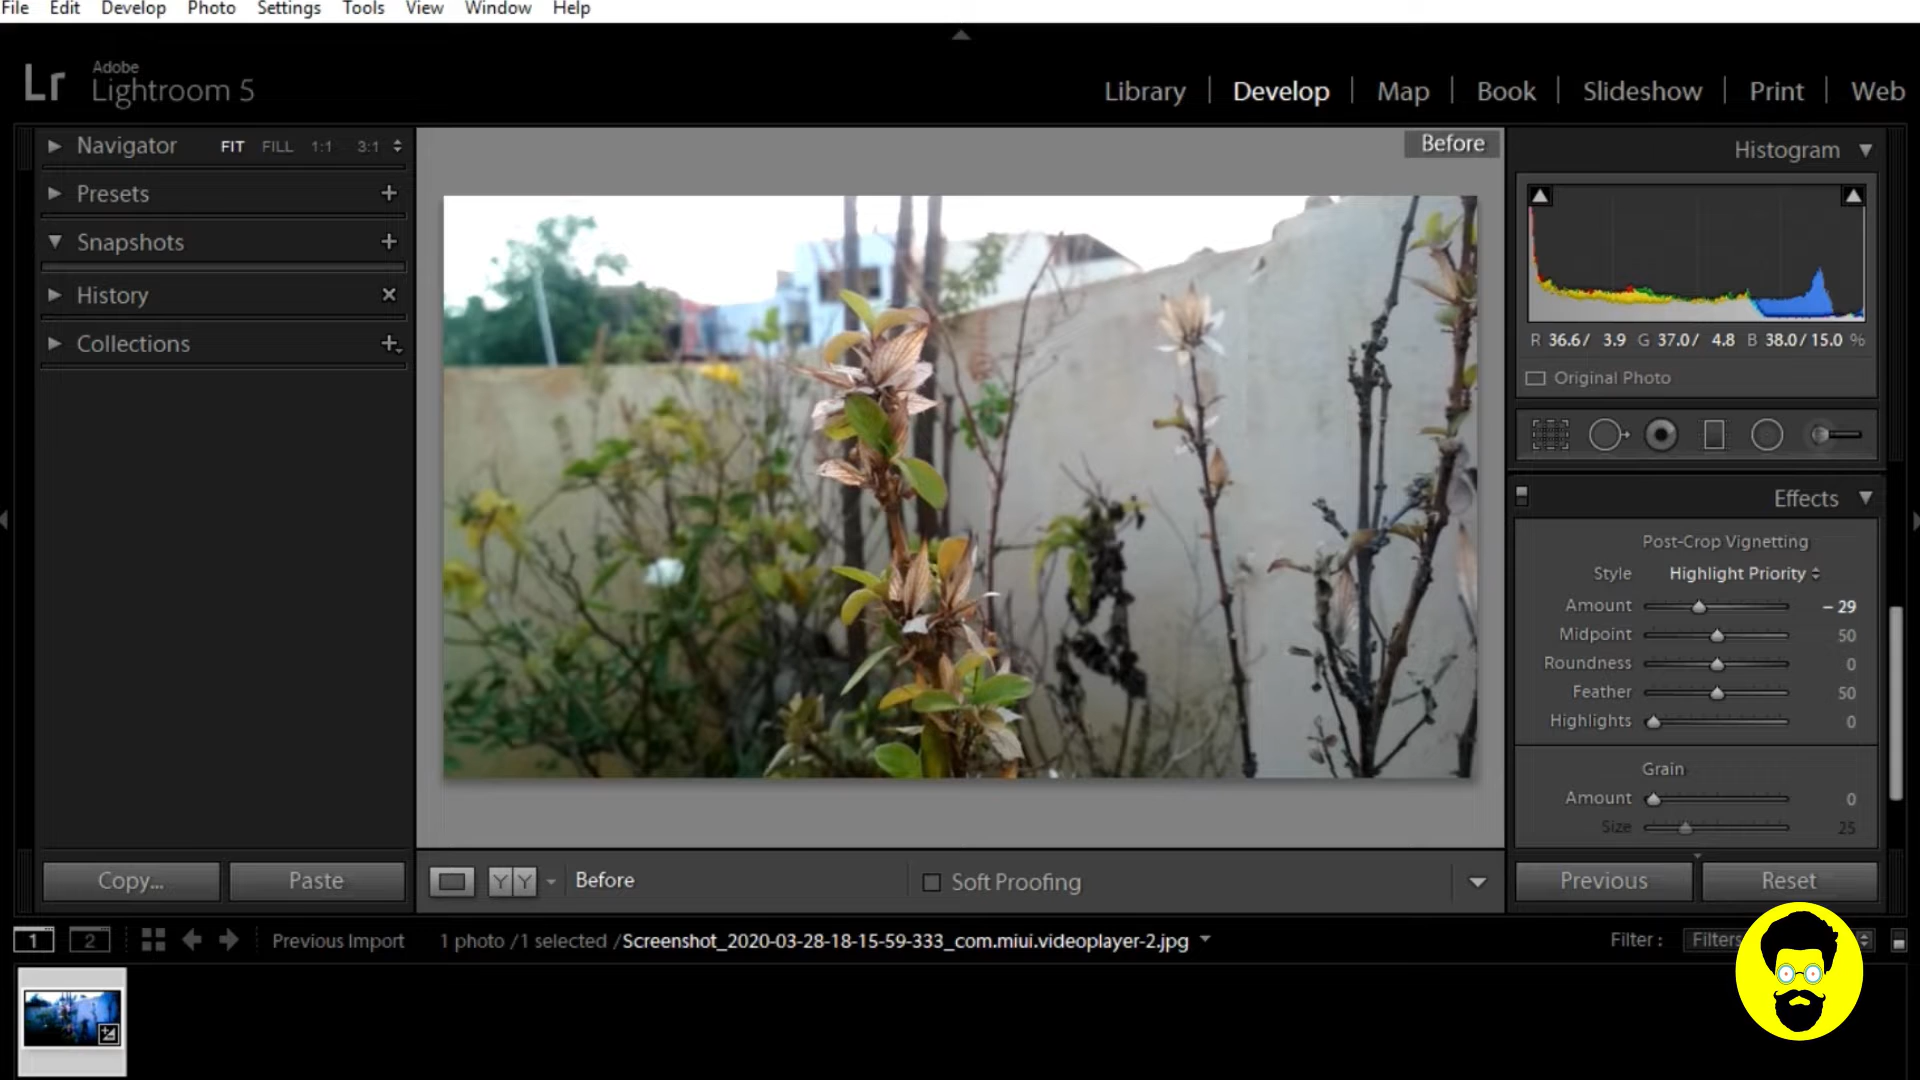 File Edit Develop Photo Settings Tools View Window Help
Lr Adobe
Lightroom 5
Library Develop Map Book Slideshow Print Web
Navigator FIT FILL 1:1 3:1
Presets
Snapshots
History
Collections
Before
Histogram
R 36.6 / 3.9 G 37.0 / 4.8 B 38.0 / 15.0 %
Original Photo
Effects
Post-Crop Vignetting
Style Highlight Priority
Amount – 29
Midpoint 50
Roundness 0
Feather 50
Highlights 0
Grain
Amount 0
Size 25
Copy... Paste
Y Y Before Soft Proofing
Previous Reset
1 2 Previous Import 1 photo / 1 selected / Screenshot_2020-03-28-18-15-59-333_com.miui.videoplayer-2.jpg
Filter : Filters